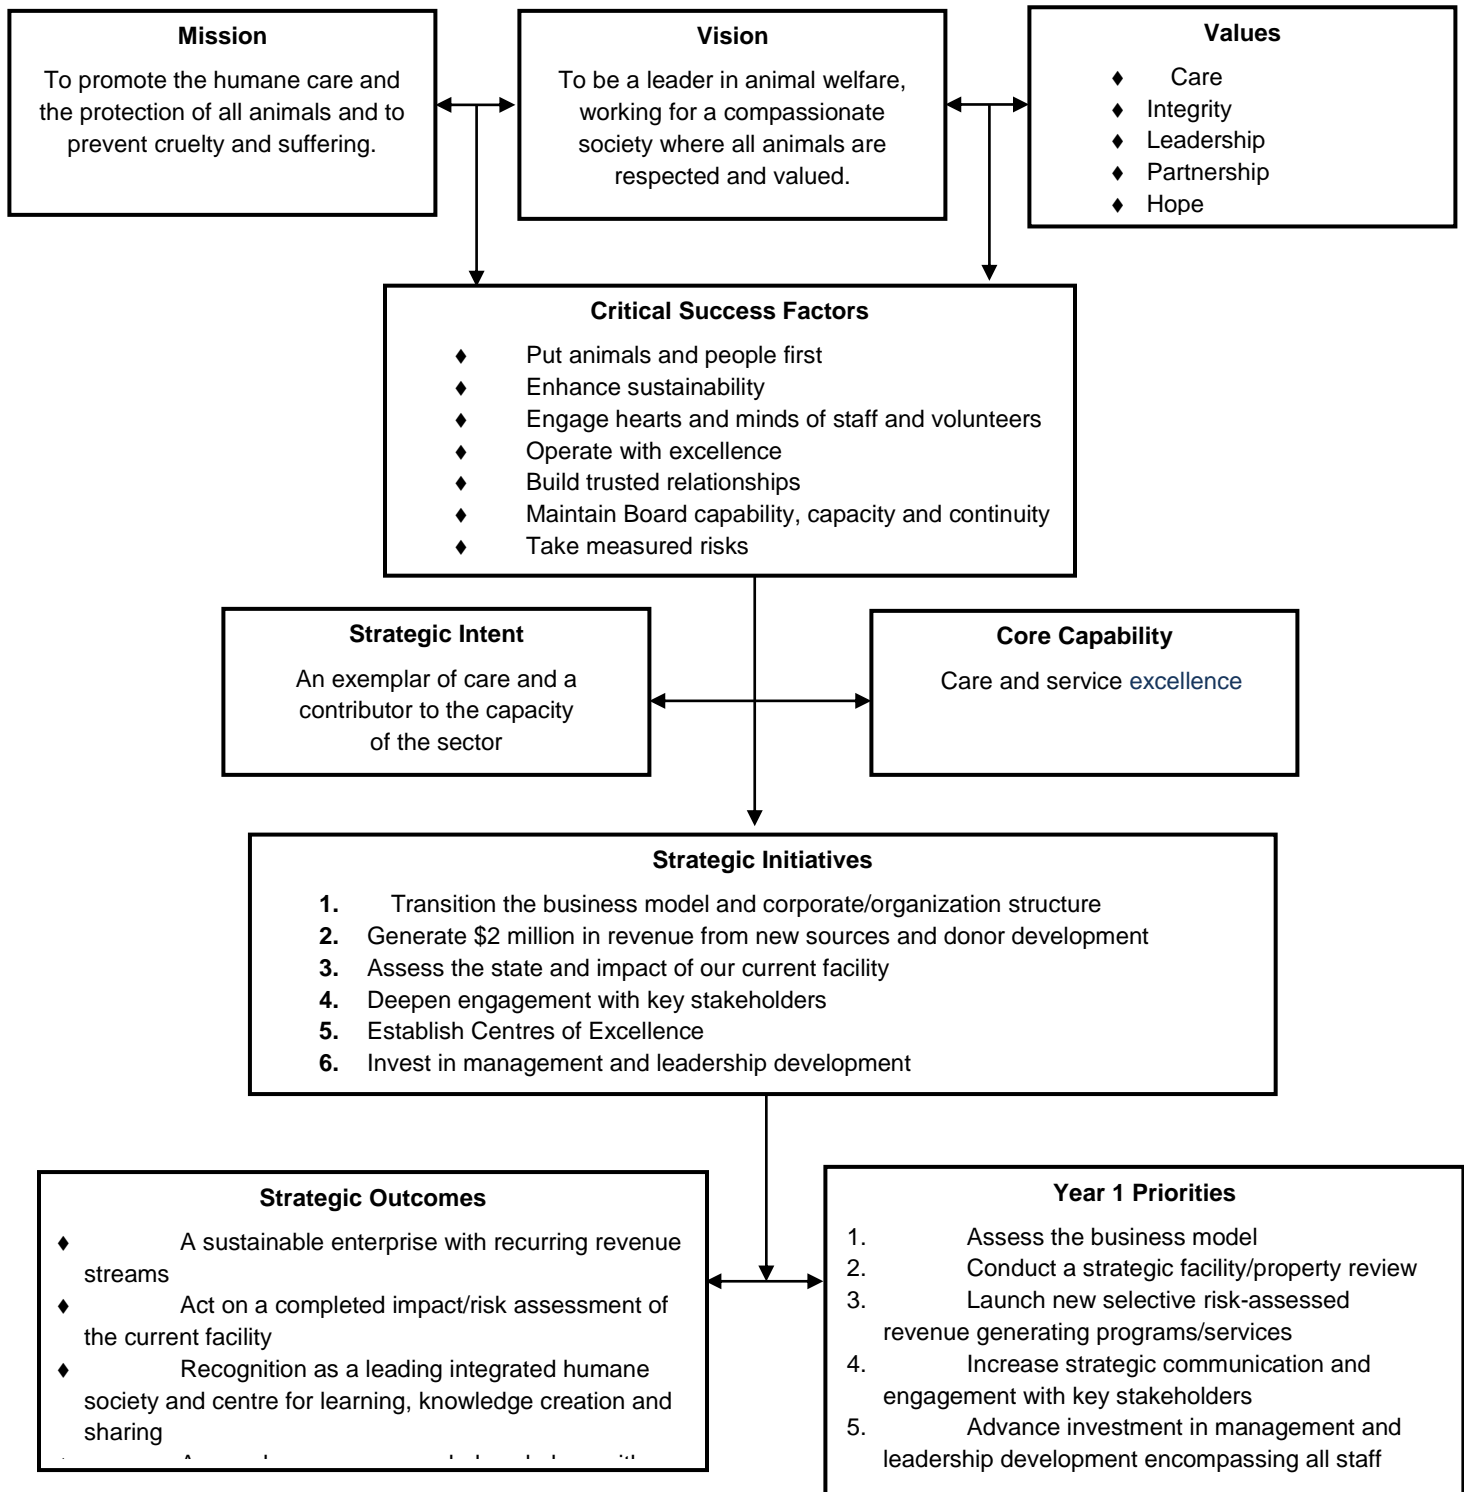 Mission
To promote the humane care and
the protection of all animals and to
prevent cruelty and suffering.
Vision
To be a leader in animal welfare,
working for a compassionate
society where all animals are
respected and valued.
Values
♦ Care
♦ Integrity
♦ Leadership
♦ Partnership
♦ Hope
Critical Success Factors
♦ Put animals and people first
♦ Enhance sustainability
♦ Engage hearts and minds of staff and volunteers
♦ Operate with excellence
♦ Build trusted relationships
♦ Maintain Board capability, capacity and continuity
♦ Take measured risks
Strategic Intent
An exemplar of care and a
contributor to the capacity
of the sector
Core Capability
Care and service excellence
Strategic Initiatives
1. Transition the business model and corporate/organization structure
2. Generate $2 million in revenue from new sources and donor development
3. Assess the state and impact of our current facility
4. Deepen engagement with key stakeholders
5. Establish Centres of Excellence
6. Invest in management and leadership development
Strategic Outcomes
♦ A sustainable enterprise with recurring revenue
streams
♦ Act on a completed impact/risk assessment of
the current facility
♦ Recognition as a leading integrated humane
society and centre for learning, knowledge creation and
sharing
Year 1 Priorities
1. Assess the business model
2. Conduct a strategic facility/property review
3. Launch new selective risk-assessed
revenue generating programs/services
4. Increase strategic communication and
engagement with key stakeholders
5. Advance investment in management and
leadership development encompassing all staff